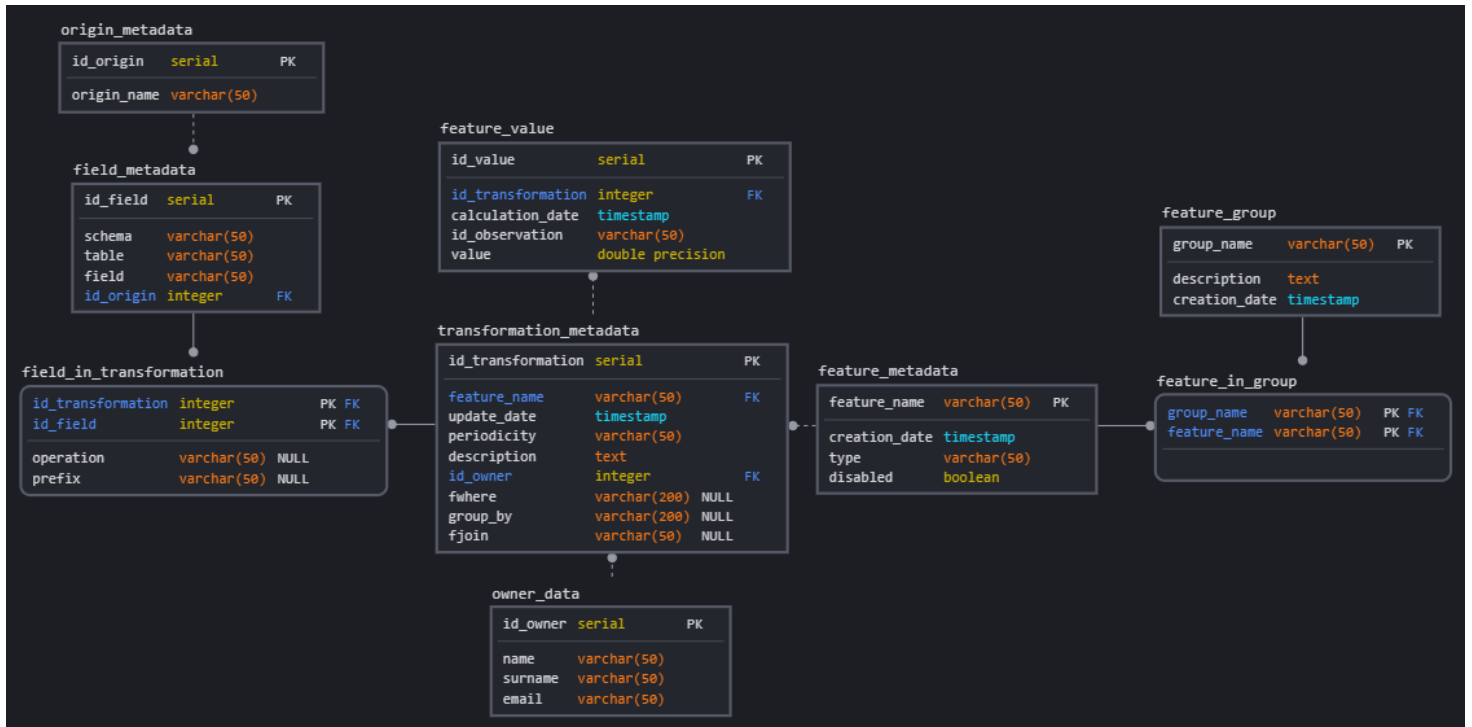 origin_metadata
id_origin serial PK
origin_name varchar(50)
field_metadata
id_field serial PK
schema varchar(50)
table varchar(50)
field varchar(50)
id_origin integer FK
field_in_transformation
id_transformation integer PK FK
id_field integer PK FK
operation varchar(50) NULL
prefix varchar(50) NULL
feature_value
id_value serial PK
id_transformation integer FK
calculation_date timestamp
id_observation varchar(50)
value double precision
transformation_metadata
id_transformation serial PK
feature_name varchar(50) FK
update_date timestamp
periodicity varchar(50)
description text
id_owner integer FK
fwhere varchar(200) NULL
group_by varchar(200) NULL
fjoin varchar(50) NULL
owner_data
id_owner serial PK
name varchar(50)
surname varchar(50)
email varchar(50)
feature_metadata
feature_name varchar(50) PK
creation_date timestamp
type varchar(50)
disabled boolean
feature_group
group_name varchar(50) PK
description text
creation_date timestamp
feature_in_group
group_name varchar(50) PK FK
feature_name varchar(50) PK FK